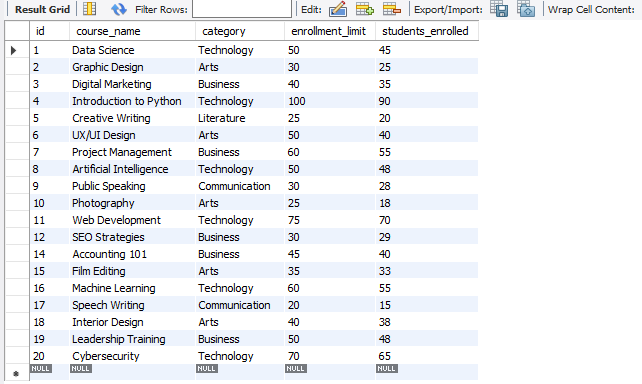 Result Grid Filter Rows: Edit: Export/Import: Wrap Cell Content:
id course_name category enrollment_limit students_enrolled
1 Data Science Technology 50 45
2 Graphic Design Arts 30 25
3 Digital Marketing Business 40 35
4 Introduction to Python Technology 100 90
5 Creative Writing Literature 25 20
6 UX/UI Design Arts 50 40
7 Project Management Business 60 55
8 Artificial Intelligence Technology 50 48
9 Public Speaking Communication 30 28
10 Photography Arts 25 18
11 Web Development Technology 75 70
12 SEO Strategies Business 30 29
14 Accounting 101 Business 45 40
15 Film Editing Arts 35 33
16 Machine Learning Technology 60 55
17 Speech Writing Communication 20 15
18 Interior Design Arts 40 38
19 Leadership Training Business 50 48
20 Cybersecurity Technology 70 65
NULL NULL NULL NULL NULL